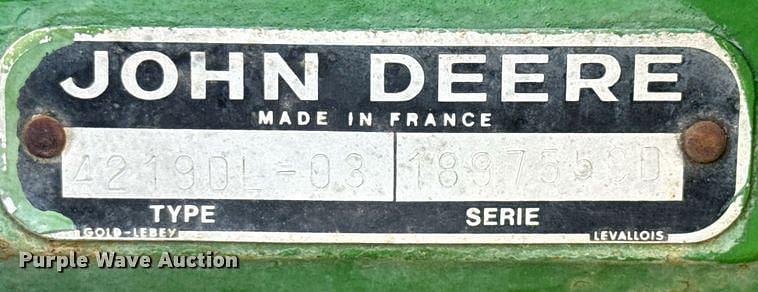 JOHN DEERE
MADE IN FRANCE
4219DL-03 189755CD
TYPE SERIE
GOLD-LEBEY LEVALLOIS
Purple Wave Auction